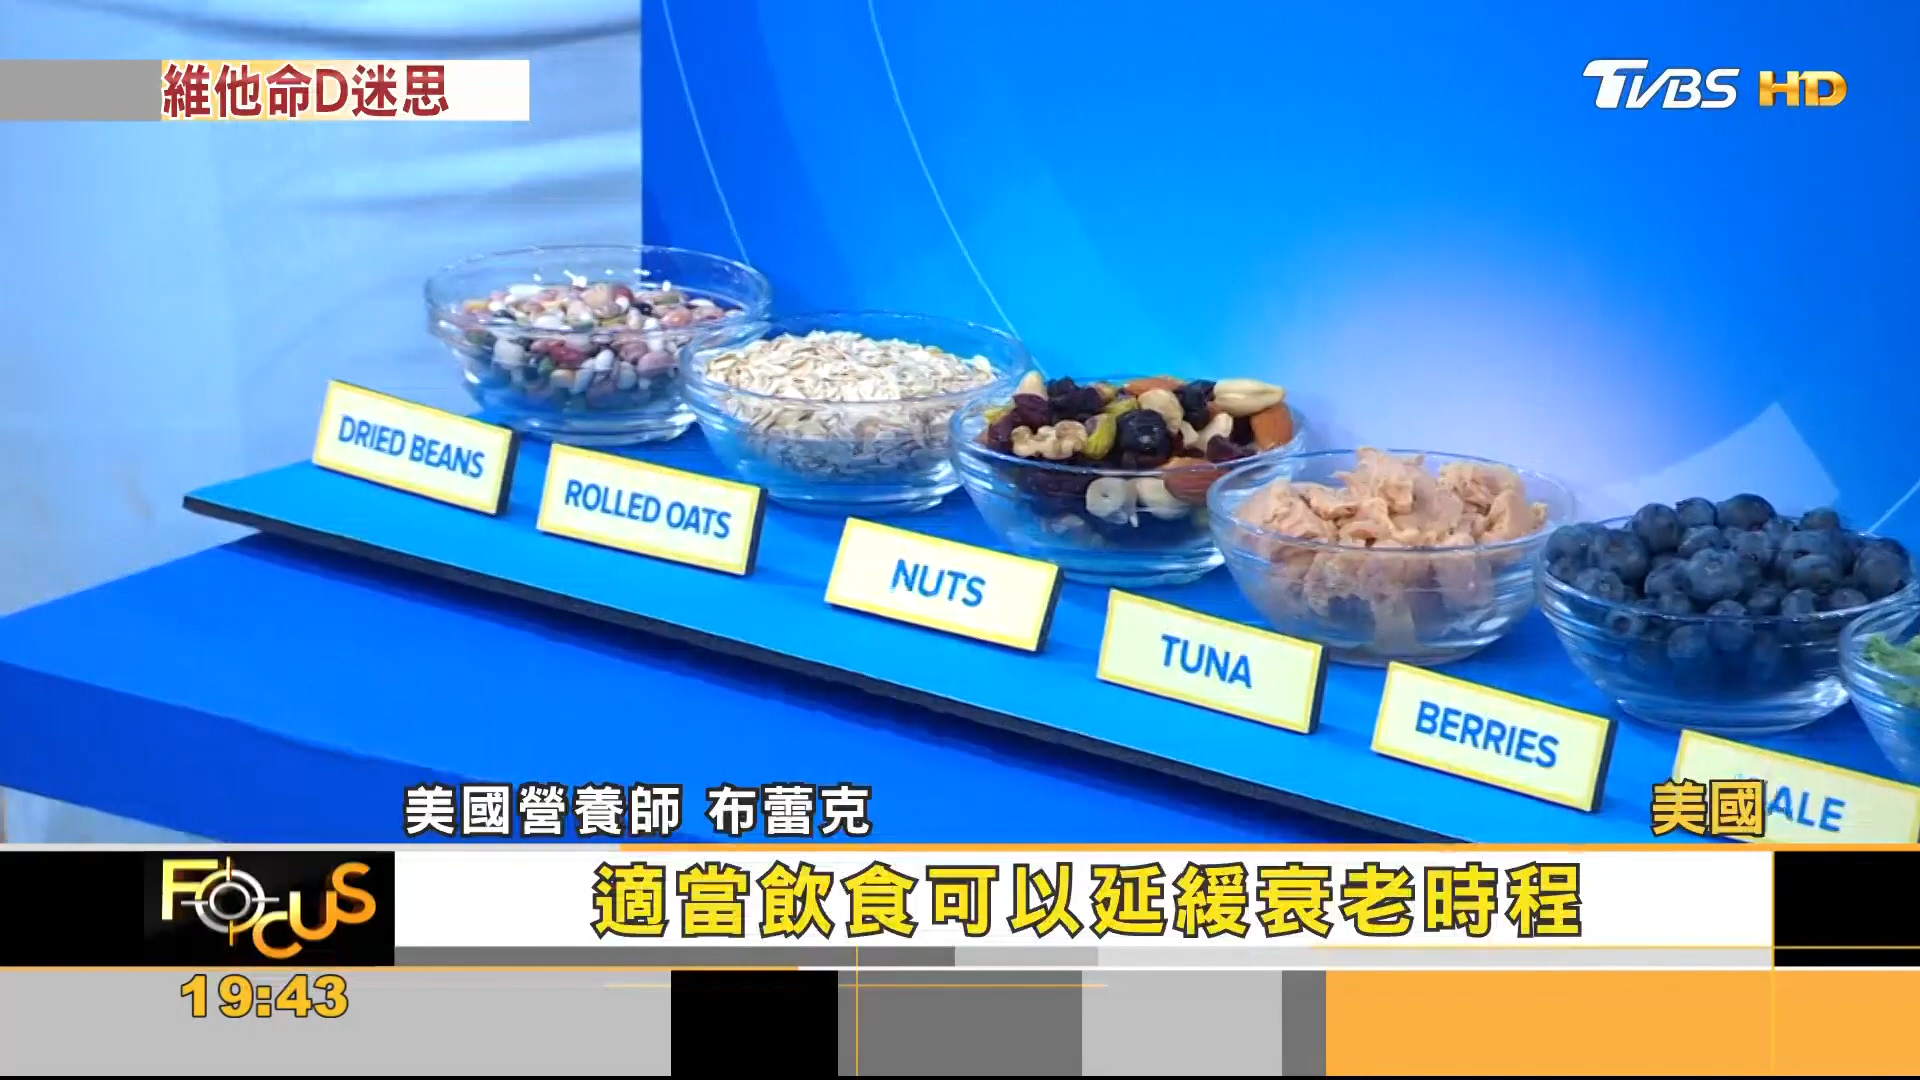 維他命D迷思
TVBS HD
DRIED BEANS
ROLLED OATS
NUTS
TUNA
BERRIES
ALE
美國營養師 布蕾克
美國
FOCUS
適當飲食可以延緩衰老時程
19:43